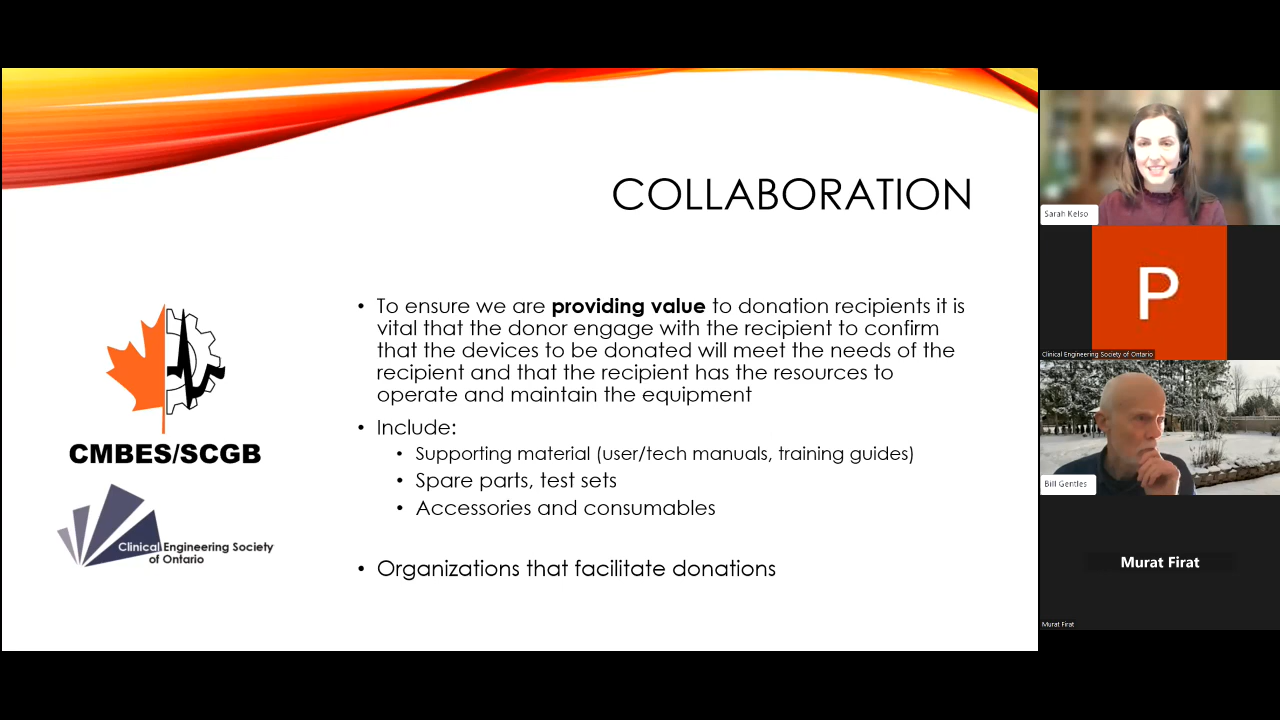 COLLABORATION
• To ensure we are providing value to donation recipients it is
vital that the donor engage with the recipient to confirm
that the devices to be donated will meet the needs of the
recipient and that the recipient has the resources to
operate and maintain the equipment
• Include:
• Supporting material (user/tech manuals, training guides)
• Spare parts, test sets
• Accessories and consumables
• Organizations that facilitate donations
CMBES/SCGB
Clinical Engineering Society
of Ontario
Sarah Kelso
P
Clinical Engineering Society of Ontario
Bill Gentles
Murat Firat
Murat Firat